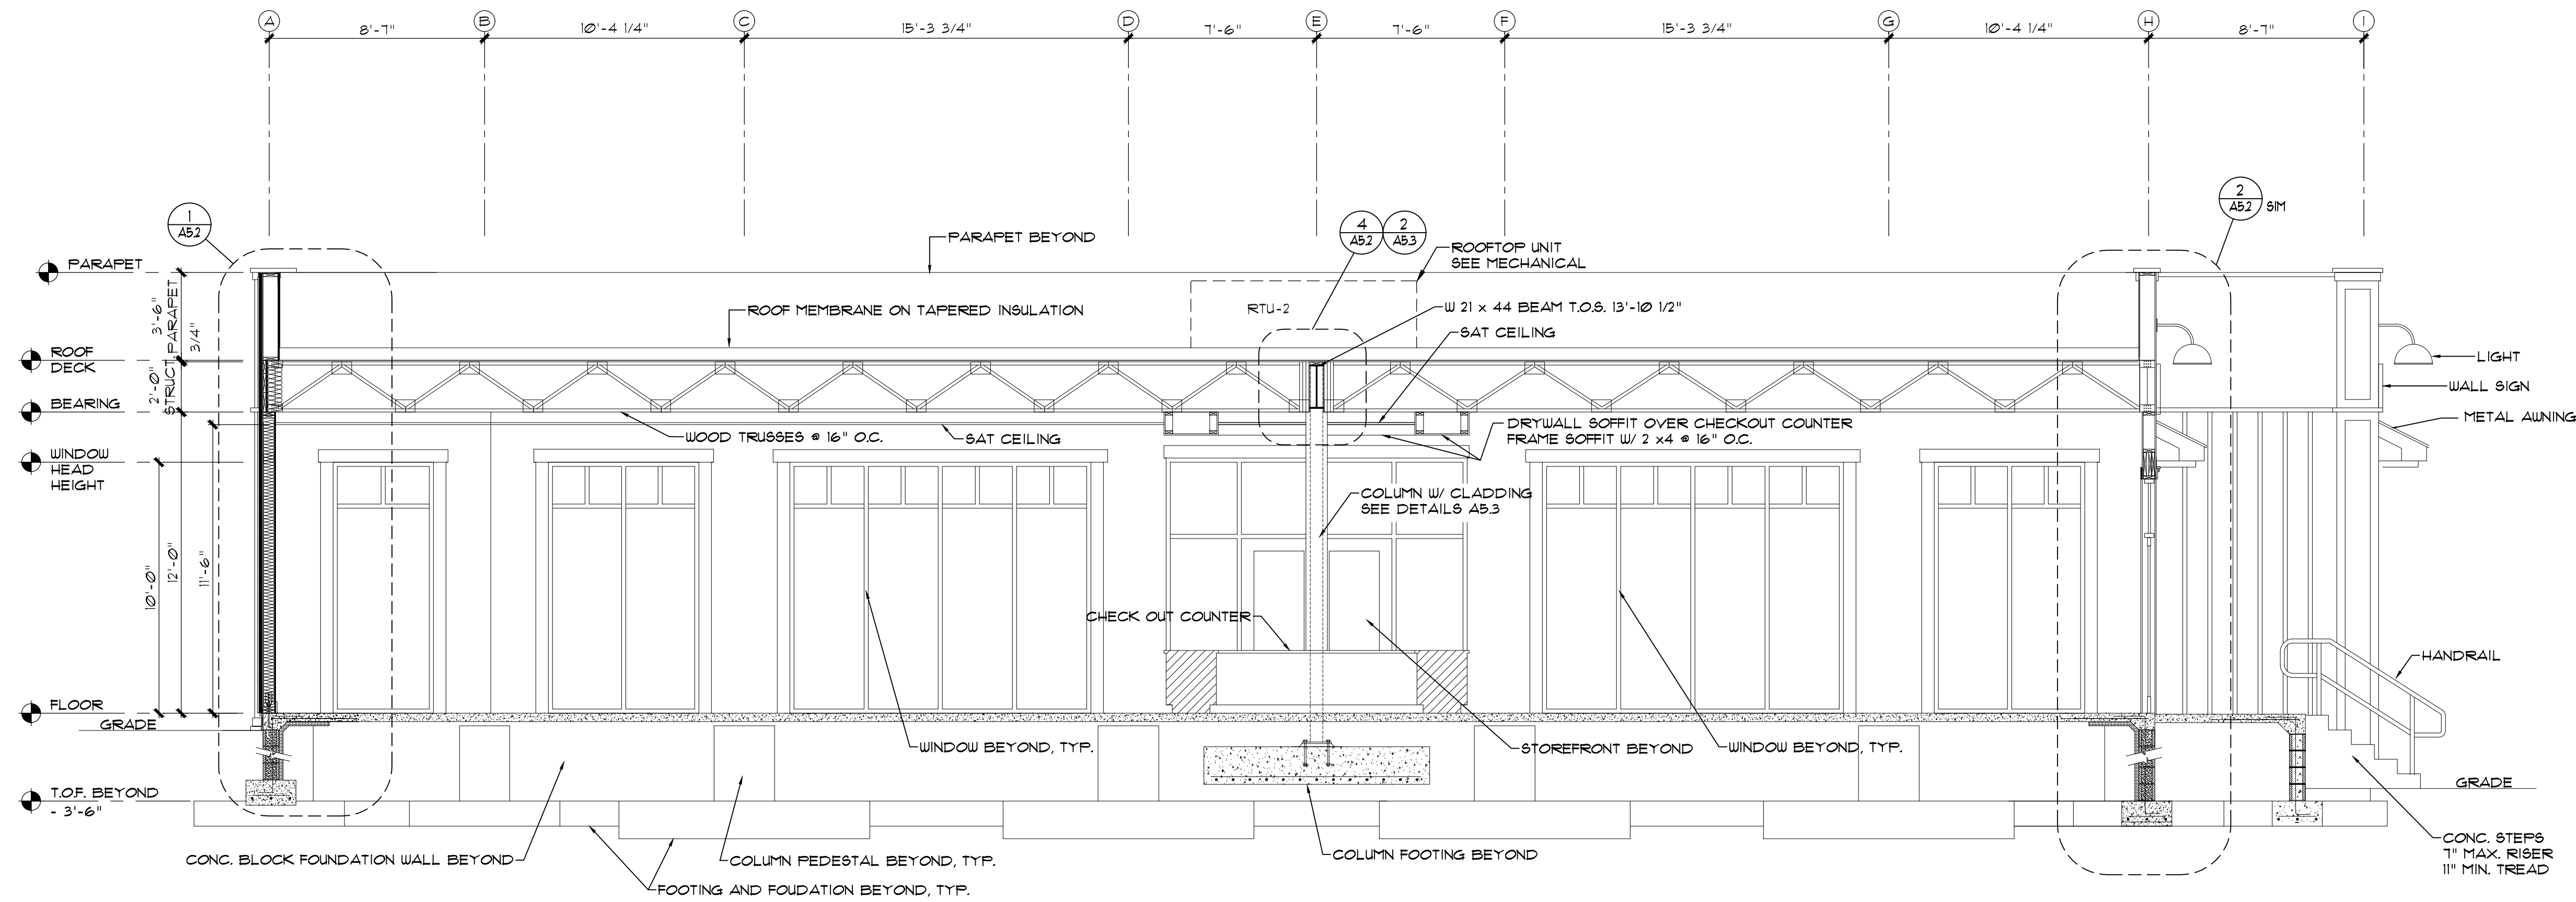 A B C D E F G H I
8'-7" 10'-4 1/4" 15'-3 3/4" 7'-6" 7'-6" 15'-3 3/4" 10'-4 1/4" 8'-7"
1
A5.2
4
A5.2
2
A5.3
2
A5.2
SIM
PARAPET BEYOND
ROOFTOP UNIT
SEE MECHANICAL
PARAPET
3'-6"
PARAPET
3/4"
ROOF MEMBRANE ON TAPERED INSULATION
RTU-2
W 21 x 44 BEAM T.O.S. 13'-10 1/2"
SAT CEILING
ROOF
DECK
LIGHT
2'-0"
STRUCT.
WALL SIGN
BEARING
METAL AWNING
WOOD TRUSSES @ 16" O.C.
SAT CEILING
DRYWALL SOFFIT OVER CHECKOUT COUNTER
FRAME SOFFIT W/ 2 x4 @ 16" O.C.
WINDOW
HEAD
HEIGHT
COLUMN W/ CLADDING
SEE DETAILS A5.3
10'-0"
12'-0"
11'-6"
CHECK OUT COUNTER
HANDRAIL
FLOOR
GRADE
WINDOW BEYOND, TYP.
STOREFRONT BEYOND
WINDOW BEYOND, TYP.
GRADE
T.O.F. BEYOND
- 3'-6"
CONC. BLOCK FOUNDATION WALL BEYOND
COLUMN PEDESTAL BEYOND, TYP.
COLUMN FOOTING BEYOND
FOOTING AND FOUDATION BEYOND, TYP.
CONC. STEPS
7" MAX. RISER
11" MIN. TREAD